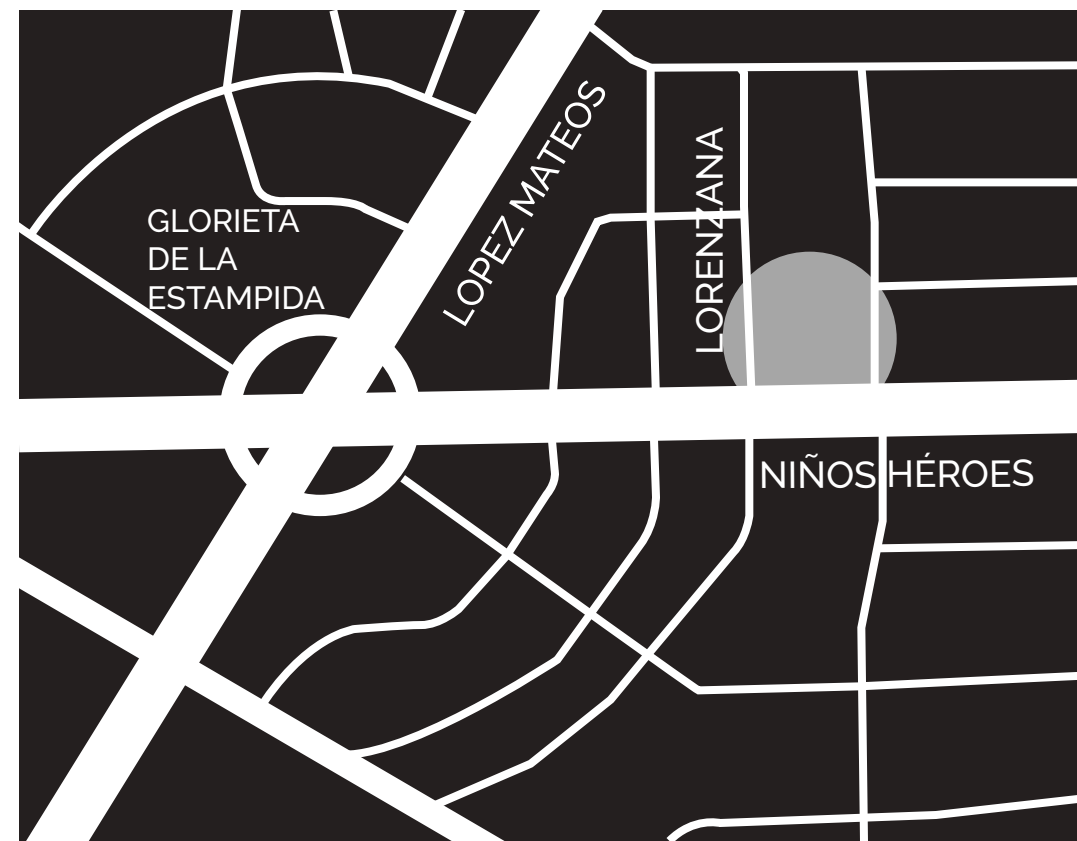 GLORIETA
DE LA
ESTAMPIDA
LOPEZ MATEOS
LORENZANA
NIÑOS HÉROES